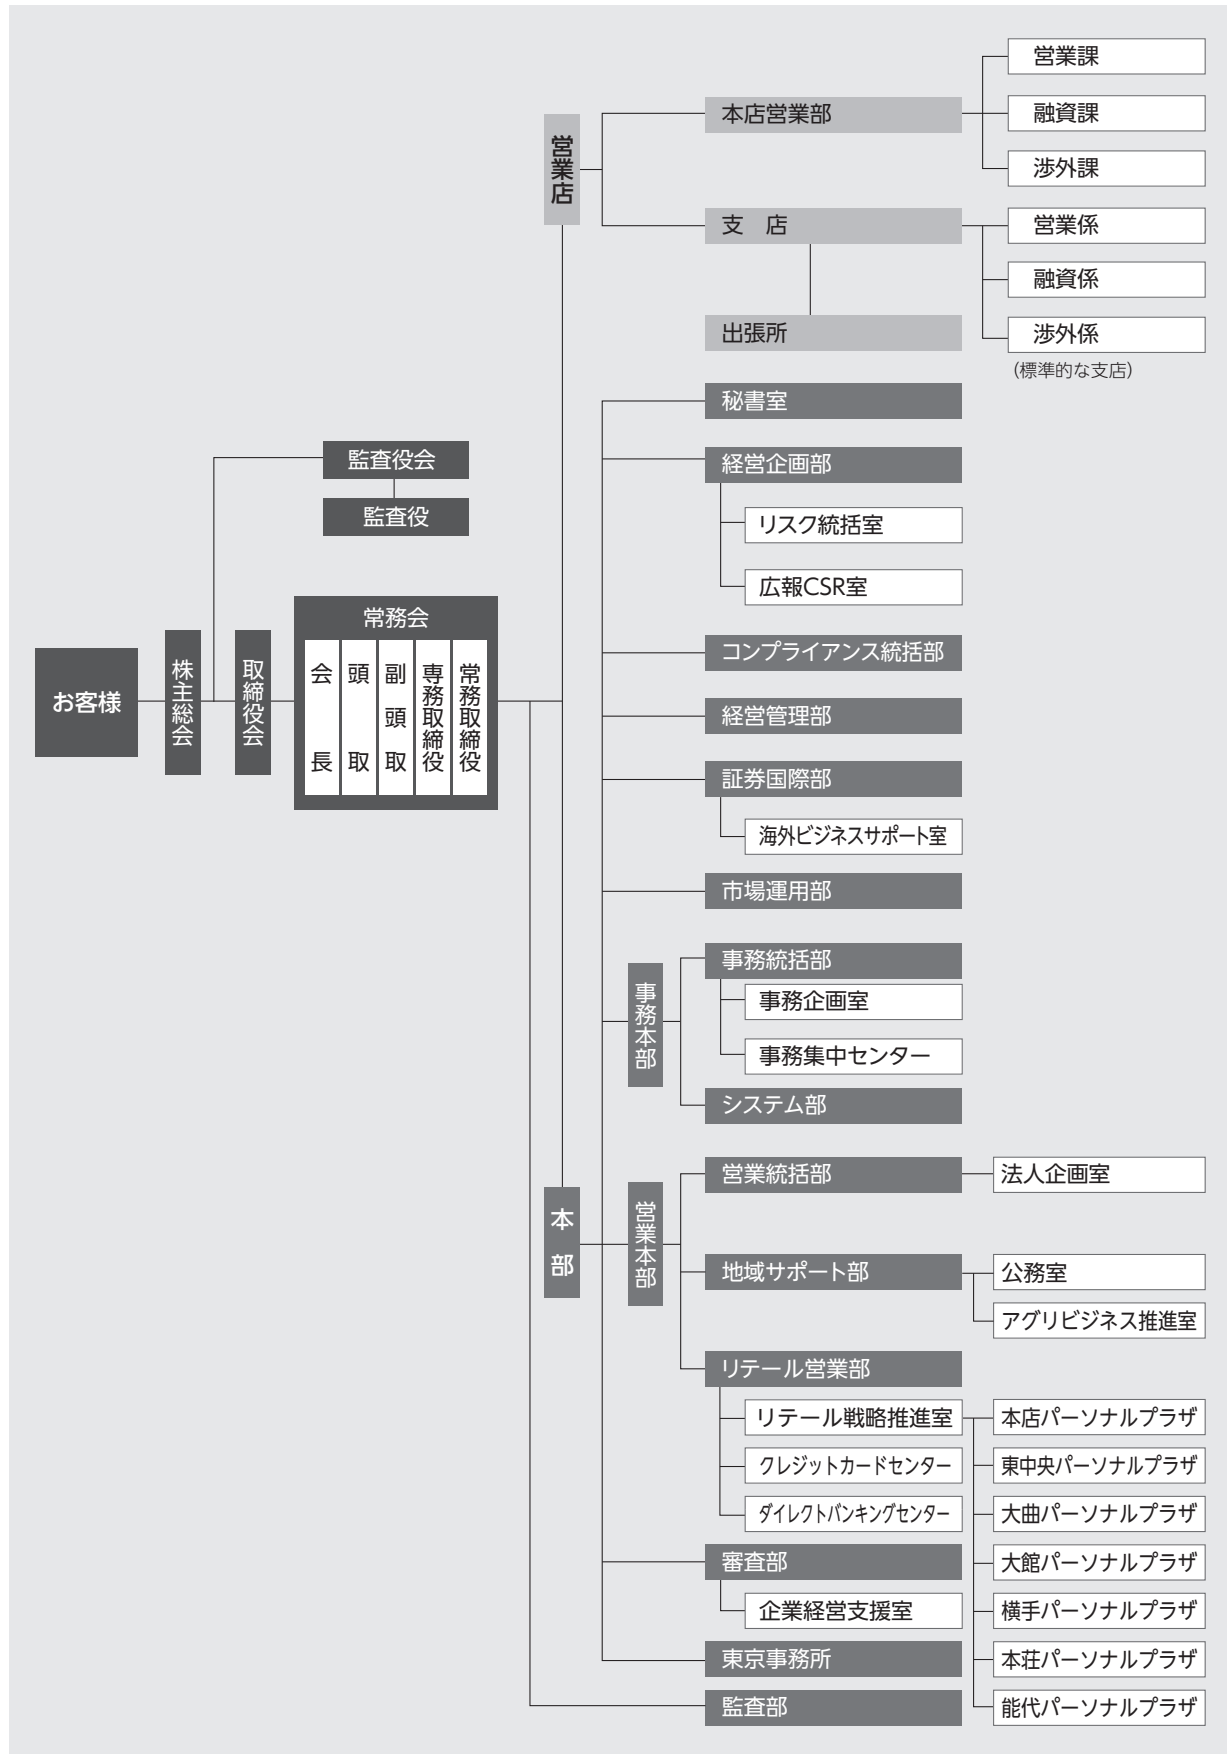 お客様
株主総会
監査役会
監査役
取締役会
常務会
会長
頭取
副頭取
専務取締役
常務取締役
営業店
本店営業部
営業課
融資課
渉外課
支　店
営業係
融資係
渉外係
(標準的な支店)
出張所
本部
秘書室
経営企画部
リスク統括室
広報CSR室
コンプライアンス統括部
経営管理部
証券国際部
海外ビジネスサポート室
市場運用部
事務本部
事務統括部
事務企画室
事務集中センター
システム部
営業本部
営業統括部
法人企画室
地域サポート部
公務室
アグリビジネス推進室
リテール営業部
リテール戦略推進室
本店パーソナルプラザ
東中央パーソナルプラザ
大曲パーソナルプラザ
大館パーソナルプラザ
横手パーソナルプラザ
本荘パーソナルプラザ
能代パーソナルプラザ
クレジットカードセンター
ダイレクトバンキングセンター
審査部
企業経営支援室
東京事務所
監査部